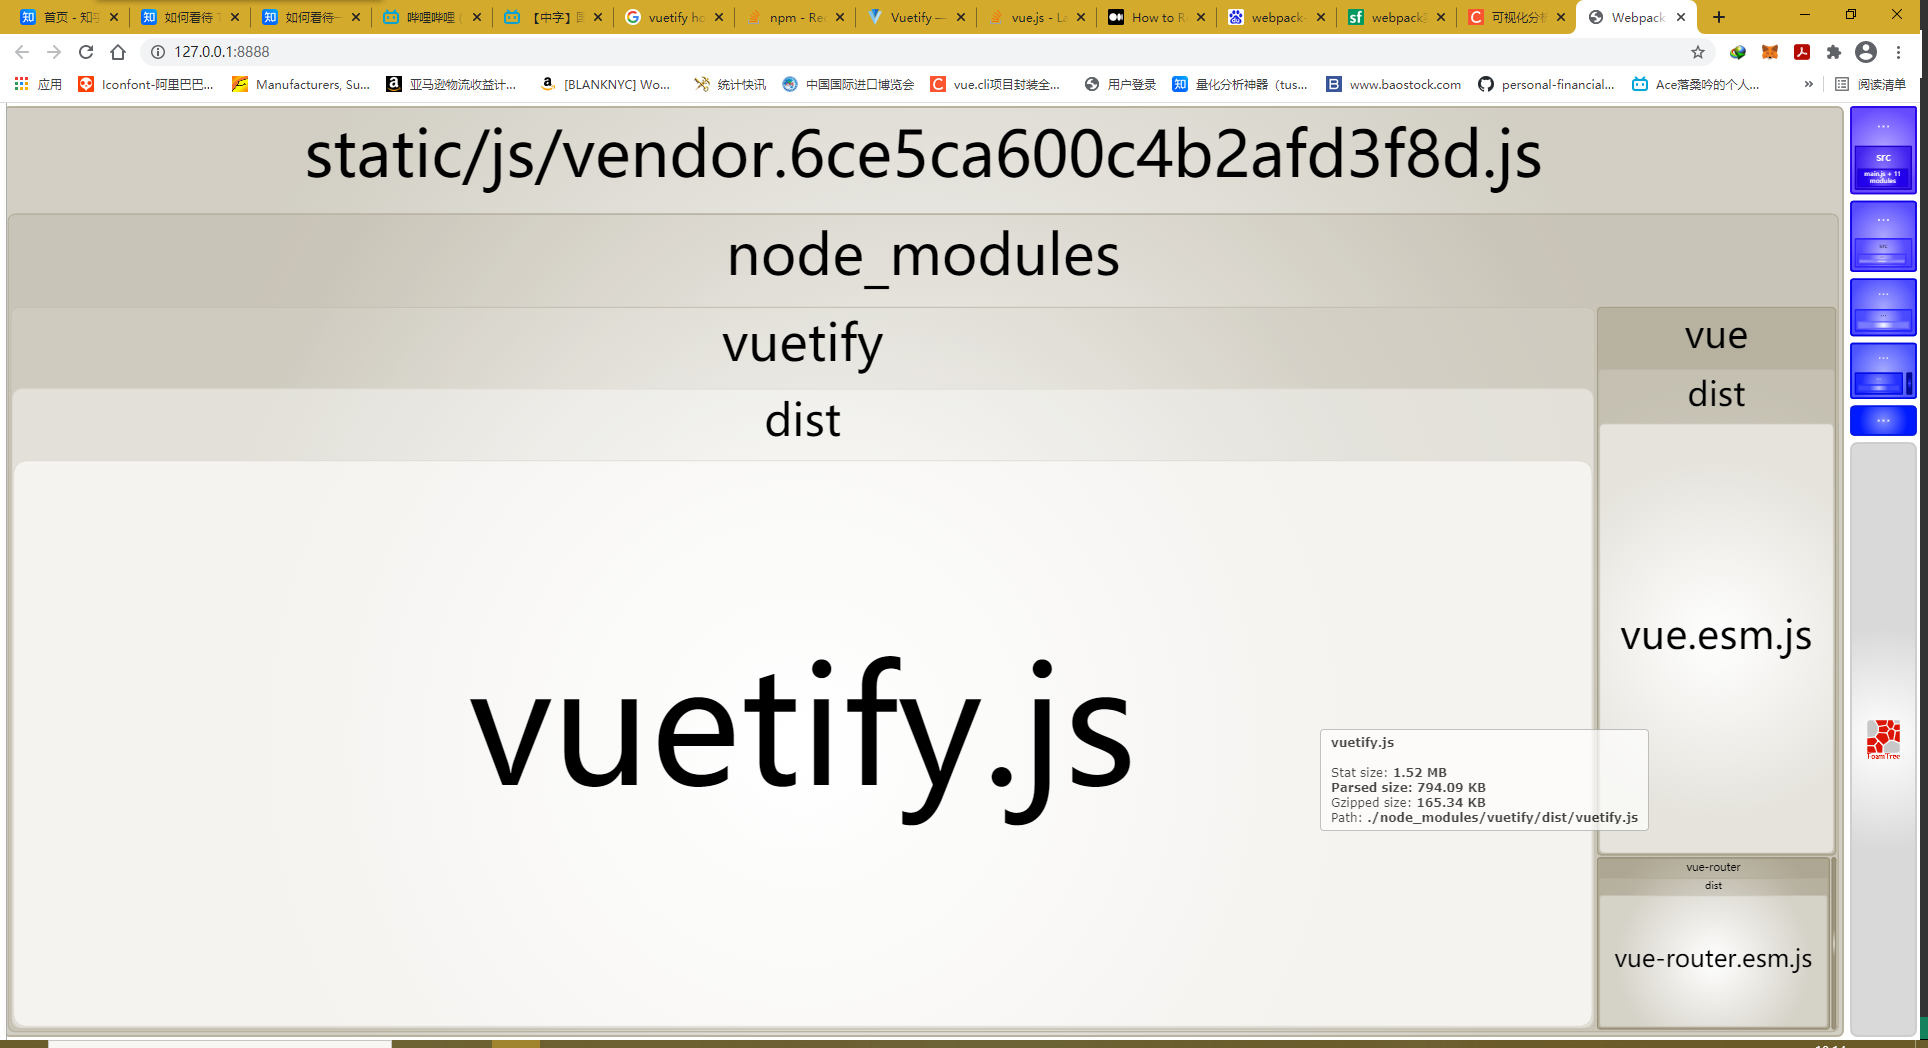 首页 - 知
如何看待
如何看待
哔哩哔哩
【中字】
vuetify ho
npm - Re
Vuetify —
vue.js - La
How to R
webpack-
webpack
可视化分
Webpack
127.0.0.1:8888
应用
Iconfont-阿里巴巴...
Manufacturers, Su...
亚马逊物流收益计...
[BLANKNYC] Wo...
统计快讯
中国国际进口博览会
vue.cli项目封装全...
用户登录
量化分析神器（tus...
www.baostock.com
personal-financial...
Ace落燊吟的个人...
»
阅读清单
static/js/vendor.6ce5ca600c4b2afd3f8d.js
node_modules
vuetify
dist
vuetify.js
vue
dist
vue.esm.js
vue-router
dist
vue-router.esm.js
vuetify.js
Stat size: 1.52 MB
Parsed size: 794.09 KB
Gzipped size: 165.34 KB
Path: ./node_modules/vuetify/dist/vuetify.js
...
src
main.js + 11
modules
...
src
...
...
...
...
FoamTree